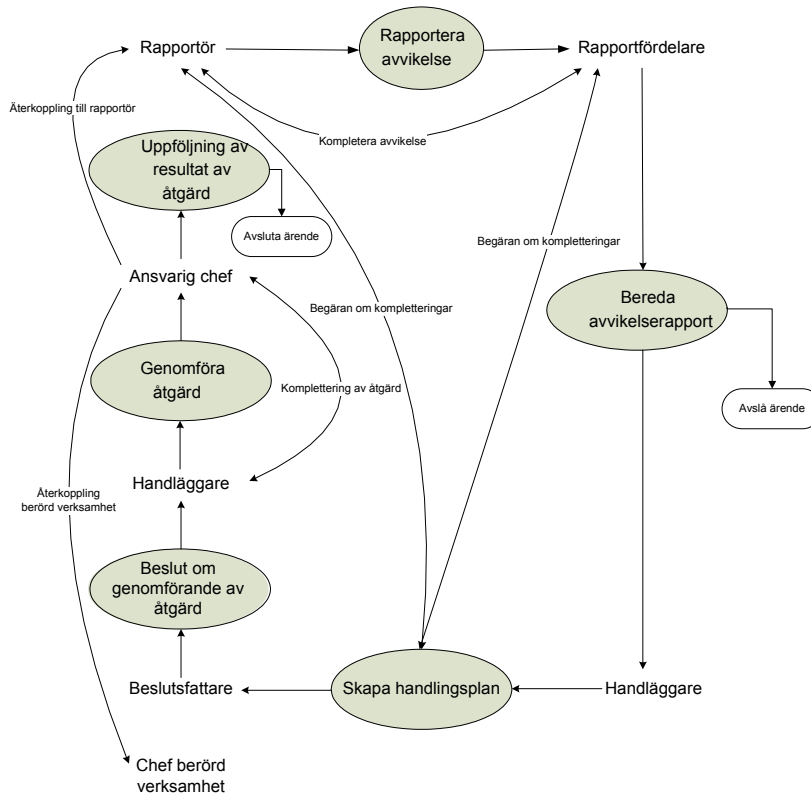 Rapportör
Rapportera
avvikelse
Rapportfördelare
Återkoppling till rapportör
Kompletera avvikelse
Uppföljning av
resultat av
åtgärd
Avsluta ärende
Begäran om kompletteringar
Ansvarig chef
Begäran om kompletteringar
Bereda
avvikelserapport
Genomföra
åtgärd
Komplettering av åtgärd
Avslå ärende
Handläggare
Återkoppling
berörd verksamhet
Beslut om
genomförande av
åtgärd
Beslutsfattare
Skapa handlingsplan
Handläggare
Chef berörd
verksamhet